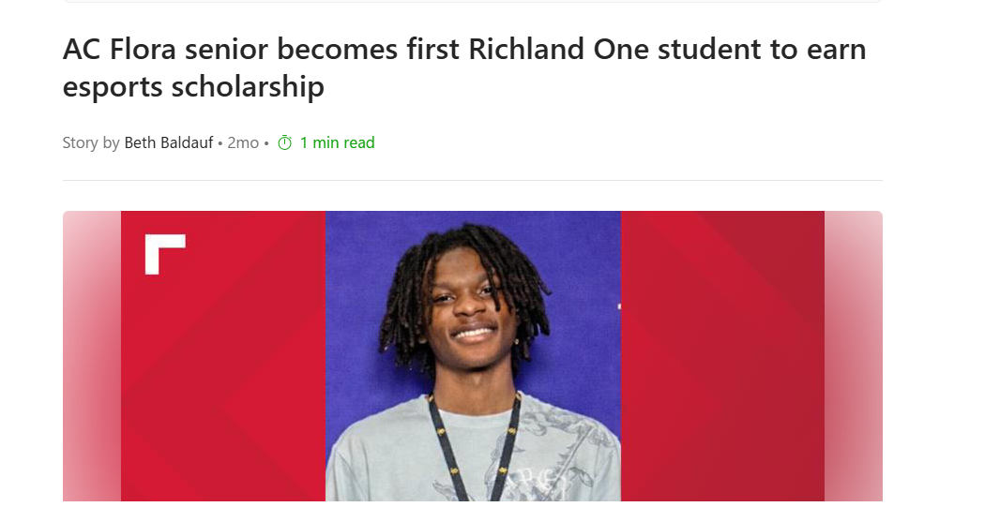 AC Flora senior becomes first Richland One student to earn
esports scholarship
Story by Beth Baldauf • 2mo • 1 min read